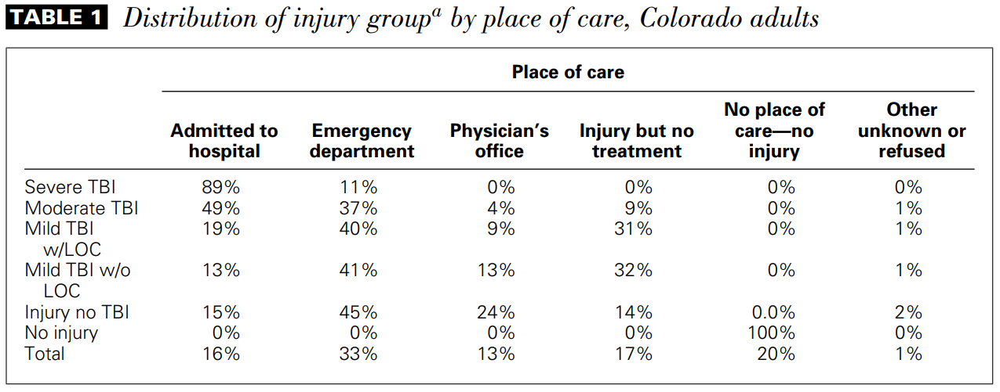 TABLE 1 Distribution of injury groupᵃ by place of care, Colorado adults
Place of care
Admitted to hospital Emergency department Physician's office Injury but no treatment No place of care—no injury Other unknown or refused
Severe TBI 89% 11% 0% 0% 0% 0%
Moderate TBI 49% 37% 4% 9% 0% 1%
Mild TBI 19% 40% 9% 31% 0% 1%
w/LOC
Mild TBI w/o 13% 41% 13% 32% 0% 1%
LOC
Injury no TBI 15% 45% 24% 14% 0.0% 2%
No injury 0% 0% 0% 0% 100% 0%
Total 16% 33% 13% 17% 20% 1%